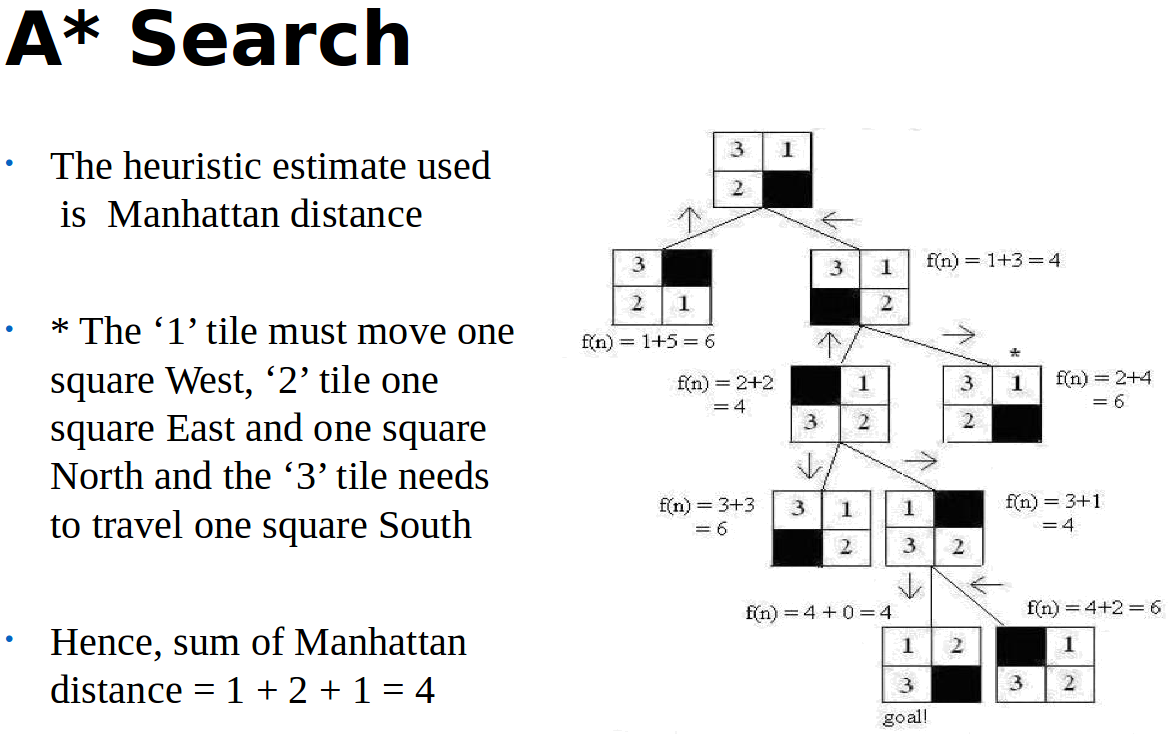 A* Search
• The heuristic estimate used
is Manhattan distance
• * The ‘1’ tile must move one
square West, ‘2’ tile one
square East and one square
North and the ‘3’ tile needs
to travel one square South
• Hence, sum of Manhattan
distance = 1 + 2 + 1 = 4
3 1
2
↑ ←
3
2 1
f(n) = 1+5 = 6
3 1
2
f(n) = 1+3 = 4
↑ →
f(n) = 2+2
= 4
1
3 2
*
3 1
2
f(n) = 2+4
= 6
↓ →
f(n) = 3+3
= 6
3 1
2
1
3 2
f(n) = 3+1
= 4
↓ ←
f(n) = 4 + 0 = 4
1 2
3
goal!
f(n) = 4+2 = 6
1
3 2